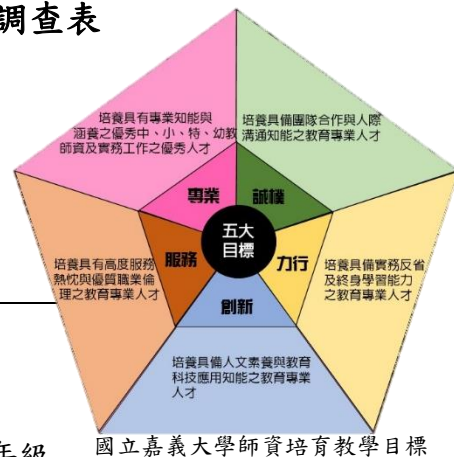 調查表
培養具有專業知能與
涵養之優秀中、小、特、幼教
師資及實務工作之優秀人才
培養具備團隊合作與人際
溝通知能之教育專業人才
專業
誠樸
五大
目標
服務
力行
創新
培養具有高度服務
熱忱與優質職業倫
理之教育專業人才
培養具備實務反省
及終身學習能力
之教育專業人才
培養具備人文素養與教育
科技應用知能之教育專業
人才
年級
國立嘉義大學師資培育教學目標